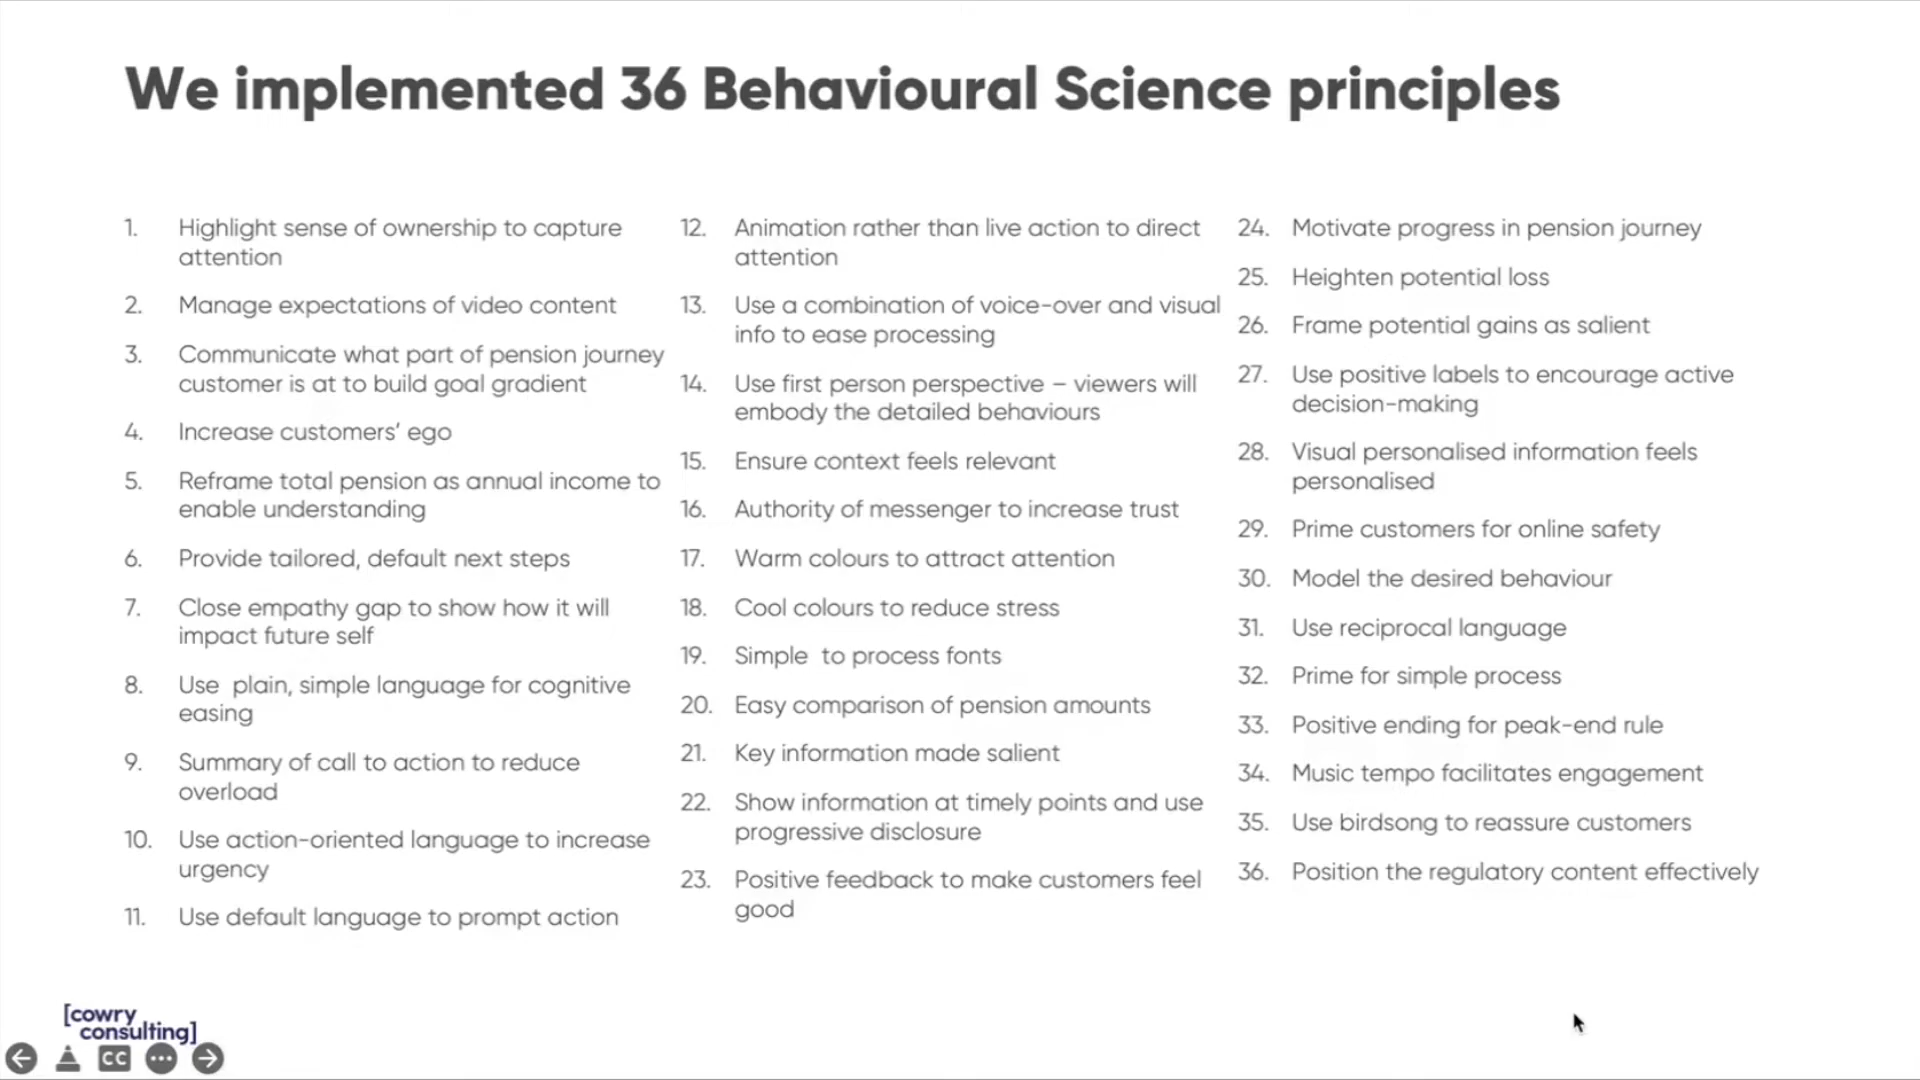 We implemented 36 Behavioural Science principles
1. Highlight sense of ownership to capture
attention
2. Manage expectations of video content
3. Communicate what part of pension journey
customer is at to build goal gradient
4. Increase customers' ego
5. Reframe total pension as annual income to
enable understanding
6. Provide tailored, default next steps
7. Close empathy gap to show how it will
impact future self
8. Use plain, simple language for cognitive
easing
9. Summary of call to action to reduce
overload
10. Use action-oriented language to increase
urgency
11. Use default language to prompt action
12. Animation rather than live action to direct
attention
13. Use a combination of voice-over and visual
info to ease processing
14. Use first person perspective – viewers will
embody the detailed behaviours
15. Ensure context feels relevant
16. Authority of messenger to increase trust
17. Warm colours to attract attention
18. Cool colours to reduce stress
19. Simple to process fonts
20. Easy comparison of pension amounts
21. Key information made salient
22. Show information at timely points and use
progressive disclosure
23. Positive feedback to make customers feel
good
24. Motivate progress in pension journey
25. Heighten potential loss
26. Frame potential gains as salient
27. Use positive labels to encourage active
decision-making
28. Visual personalised information feels
personalised
29. Prime customers for online safety
30. Model the desired behaviour
31. Use reciprocal language
32. Prime for simple process
33. Positive ending for peak-end rule
34. Music tempo facilitates engagement
35. Use birdsong to reassure customers
36. Position the regulatory content effectively
[cowry
consulting]
CC